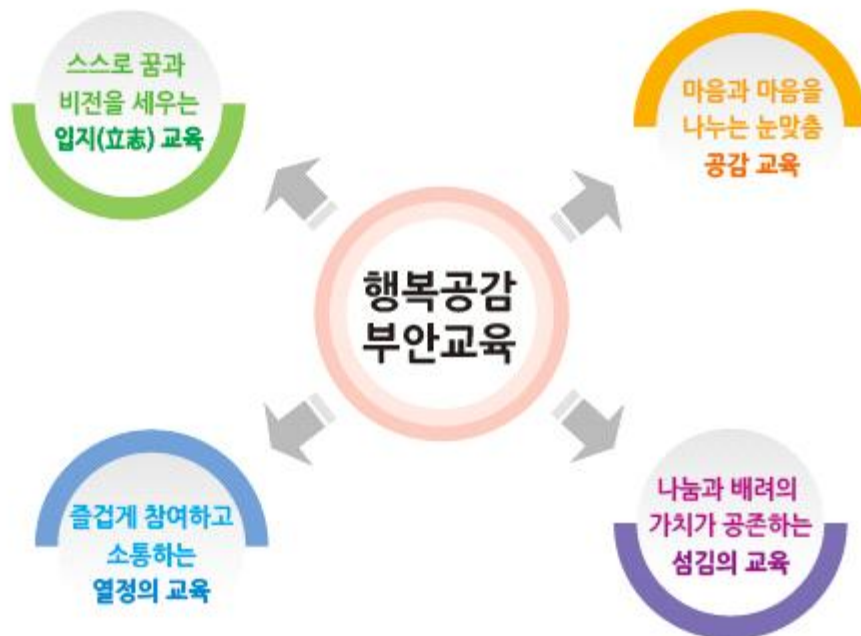 스스로 꿈과
비전을 세우는
입지(立志) 교육
마음과 마음을
나누는 눈맞춤
공감 교육
행복공감
부안교육
즐겁게 참여하고
소통하는
열정의 교육
나눔과 배려의
가치가 공존하는
섬김의 교육